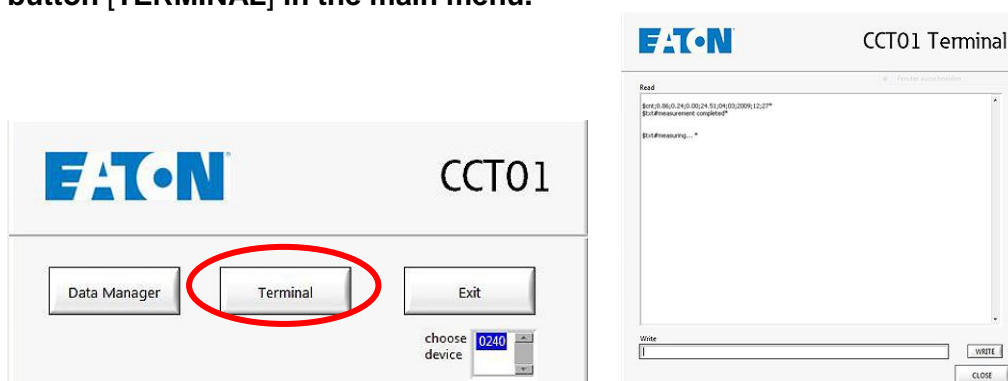 button [TERMINAL] in the main menu.
EATON
CCT01
Data Manager
Terminal
Exit
choose
device
0240
EATON
CCT01 Terminal
Fenster ausschneiden
Read
$cnt;0.86;0.24;0.00;24.51;04;03;2009;12;27*
$txt#measurement completed*
$txt#measuring... *
Write
WRITE
CLOSE